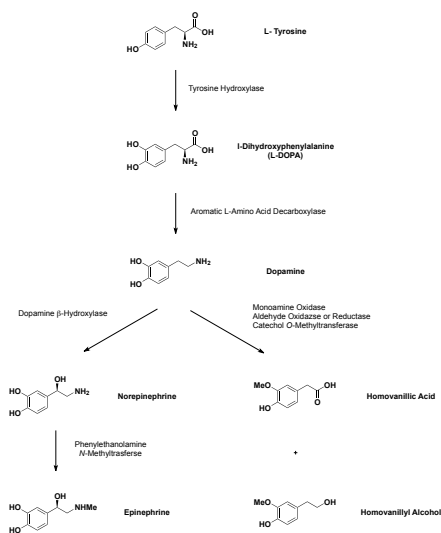 O
OH
NH2
HO
L- Tyrosine
Tyrosine Hydroxylase
O
HO
OH
NH2
HO
l-Dihydroxyphenylalanine
(L-DOPA)
Aromatic L-Amino Acid Decarboxylase
HO
NH2
HO
Dopamine
Dopamine β-Hydroxylase
Monoamine Oxidase
Aldehyde Oxidazse or Reductase
Catechol O-Methyltransferase
OH
HO
NH2
HO
Norepinephrine
MeO
OH
HO
O
Homovanillic Acid
Phenylethanolamine
N-Methyltrasferse
+
OH
HO
NHMe
HO
Epinephrine
MeO
OH
HO
Homovanillyl Alcohol